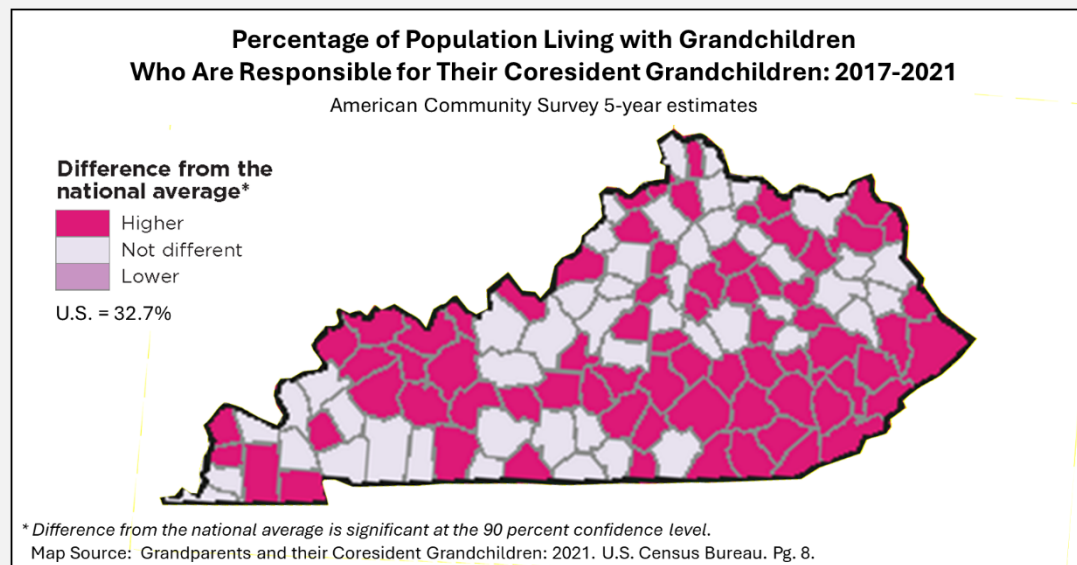 Percentage of Population Living with Grandchildren
Who Are Responsible for Their Coresident Grandchildren: 2017-2021
American Community Survey 5-year estimates
Difference from the
national average*
Higher
Not different
Lower
U.S. = 32.7%
* Difference from the national average is significant at the 90 percent confidence level.
Map Source: Grandparents and their Coresident Grandchildren: 2021. U.S. Census Bureau. Pg. 8.